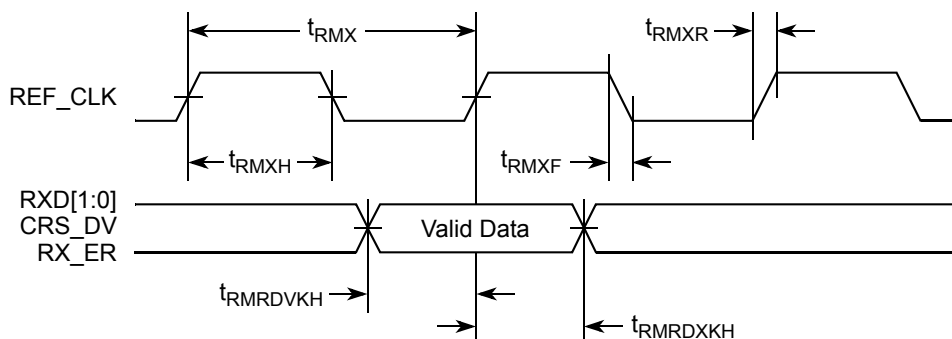 tRMX
tRMXR
REF_CLK
tRMXH
tRMXF
RXD[1:0]
CRS_DV
Valid Data
RX_ER
tRMRDVKH
tRMRDXKH